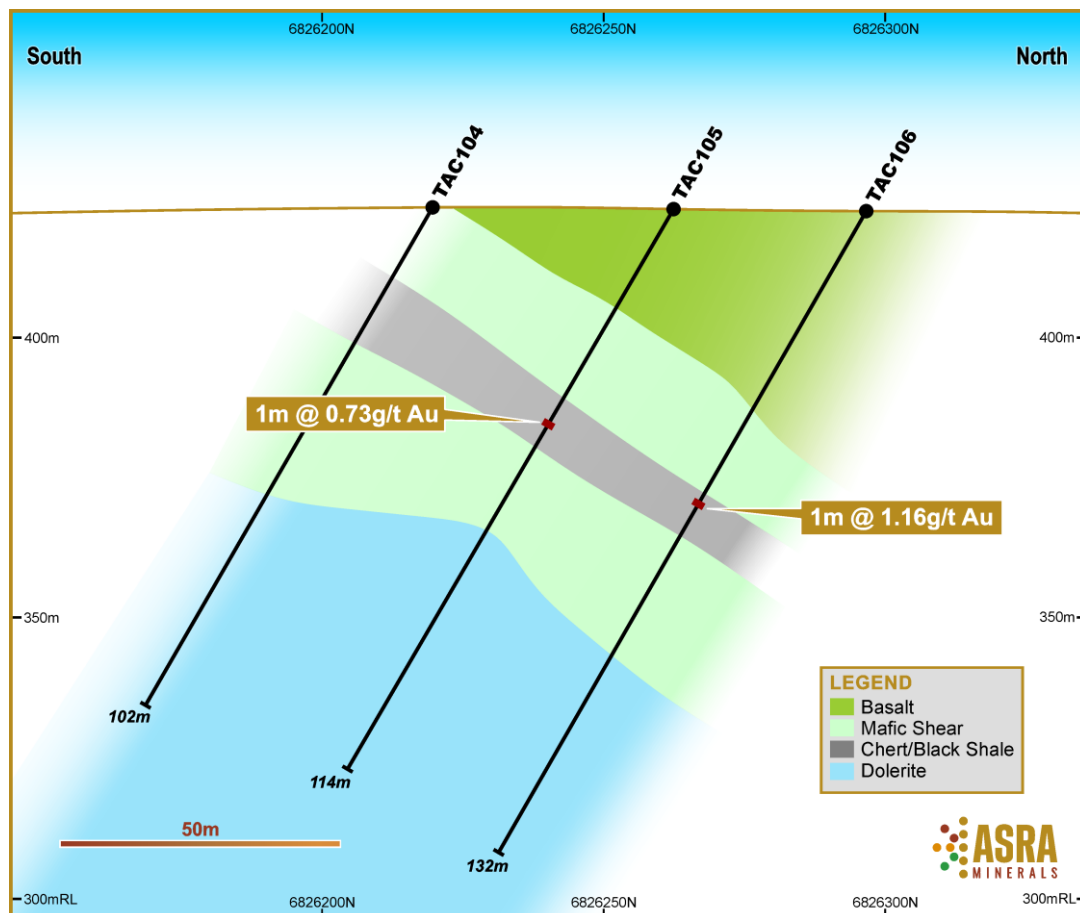 6826200N
6826250N
6826300N
South
North
TAC104
TAC105
TAC106
400m
400m
1m @ 0.73g/t Au
1m @ 1.16g/t Au
350m
350m
LEGEND
Basalt
Mafic Shear
Chert/Black Shale
Dolerite
102m
114m
50m
132m
ASRA
MINERALS
300mRL
6826200N
6826250N
6826300N
300mRL